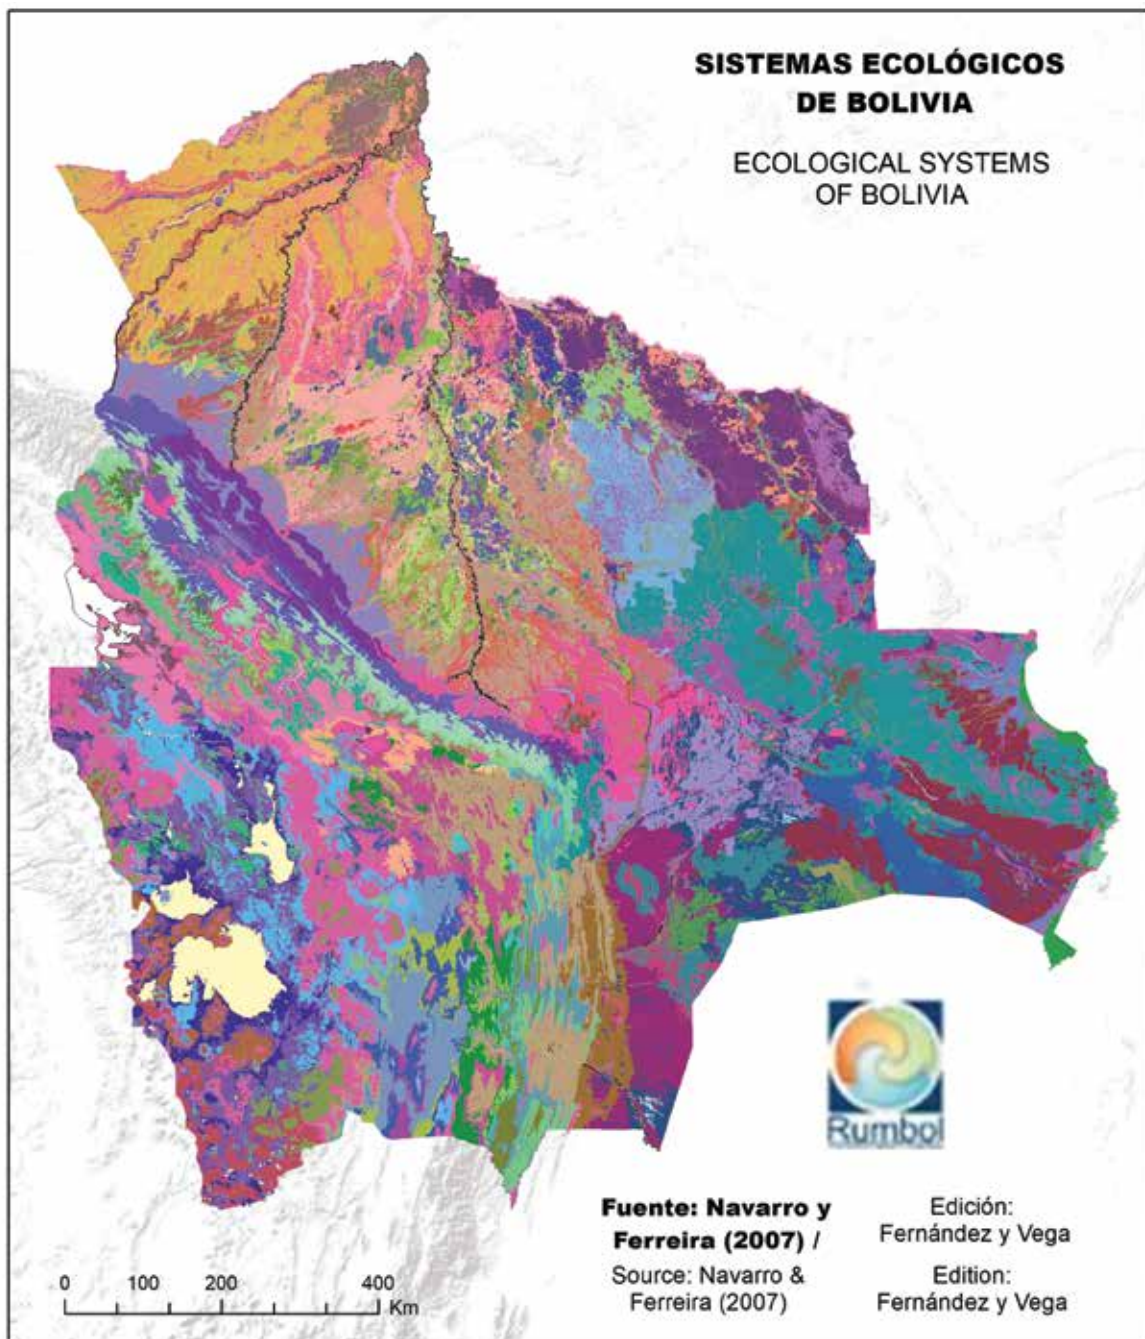 SISTEMAS ECOLÓGICOS
DE BOLIVIA
ECOLOGICAL SYSTEMS
OF BOLIVIA
Rumbol
Fuente: Navarro y
Ferreira (2007) /
Source: Navarro &
Ferreira (2007)
Edición:
Fernández y Vega
Edition:
Fernández y Vega
0 100 200 400
Km